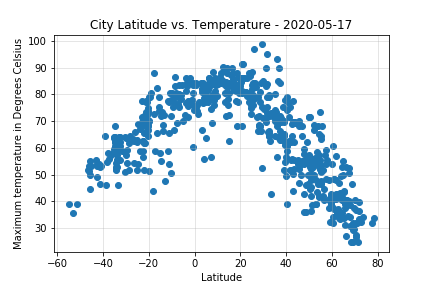 City Latitude vs. Temperature - 2020-05-17
Maximum temperature in Degrees Celsius
100
90
80
70
60
50
40
30
−60 −40 −20 0 20 40 60 80
Latitude